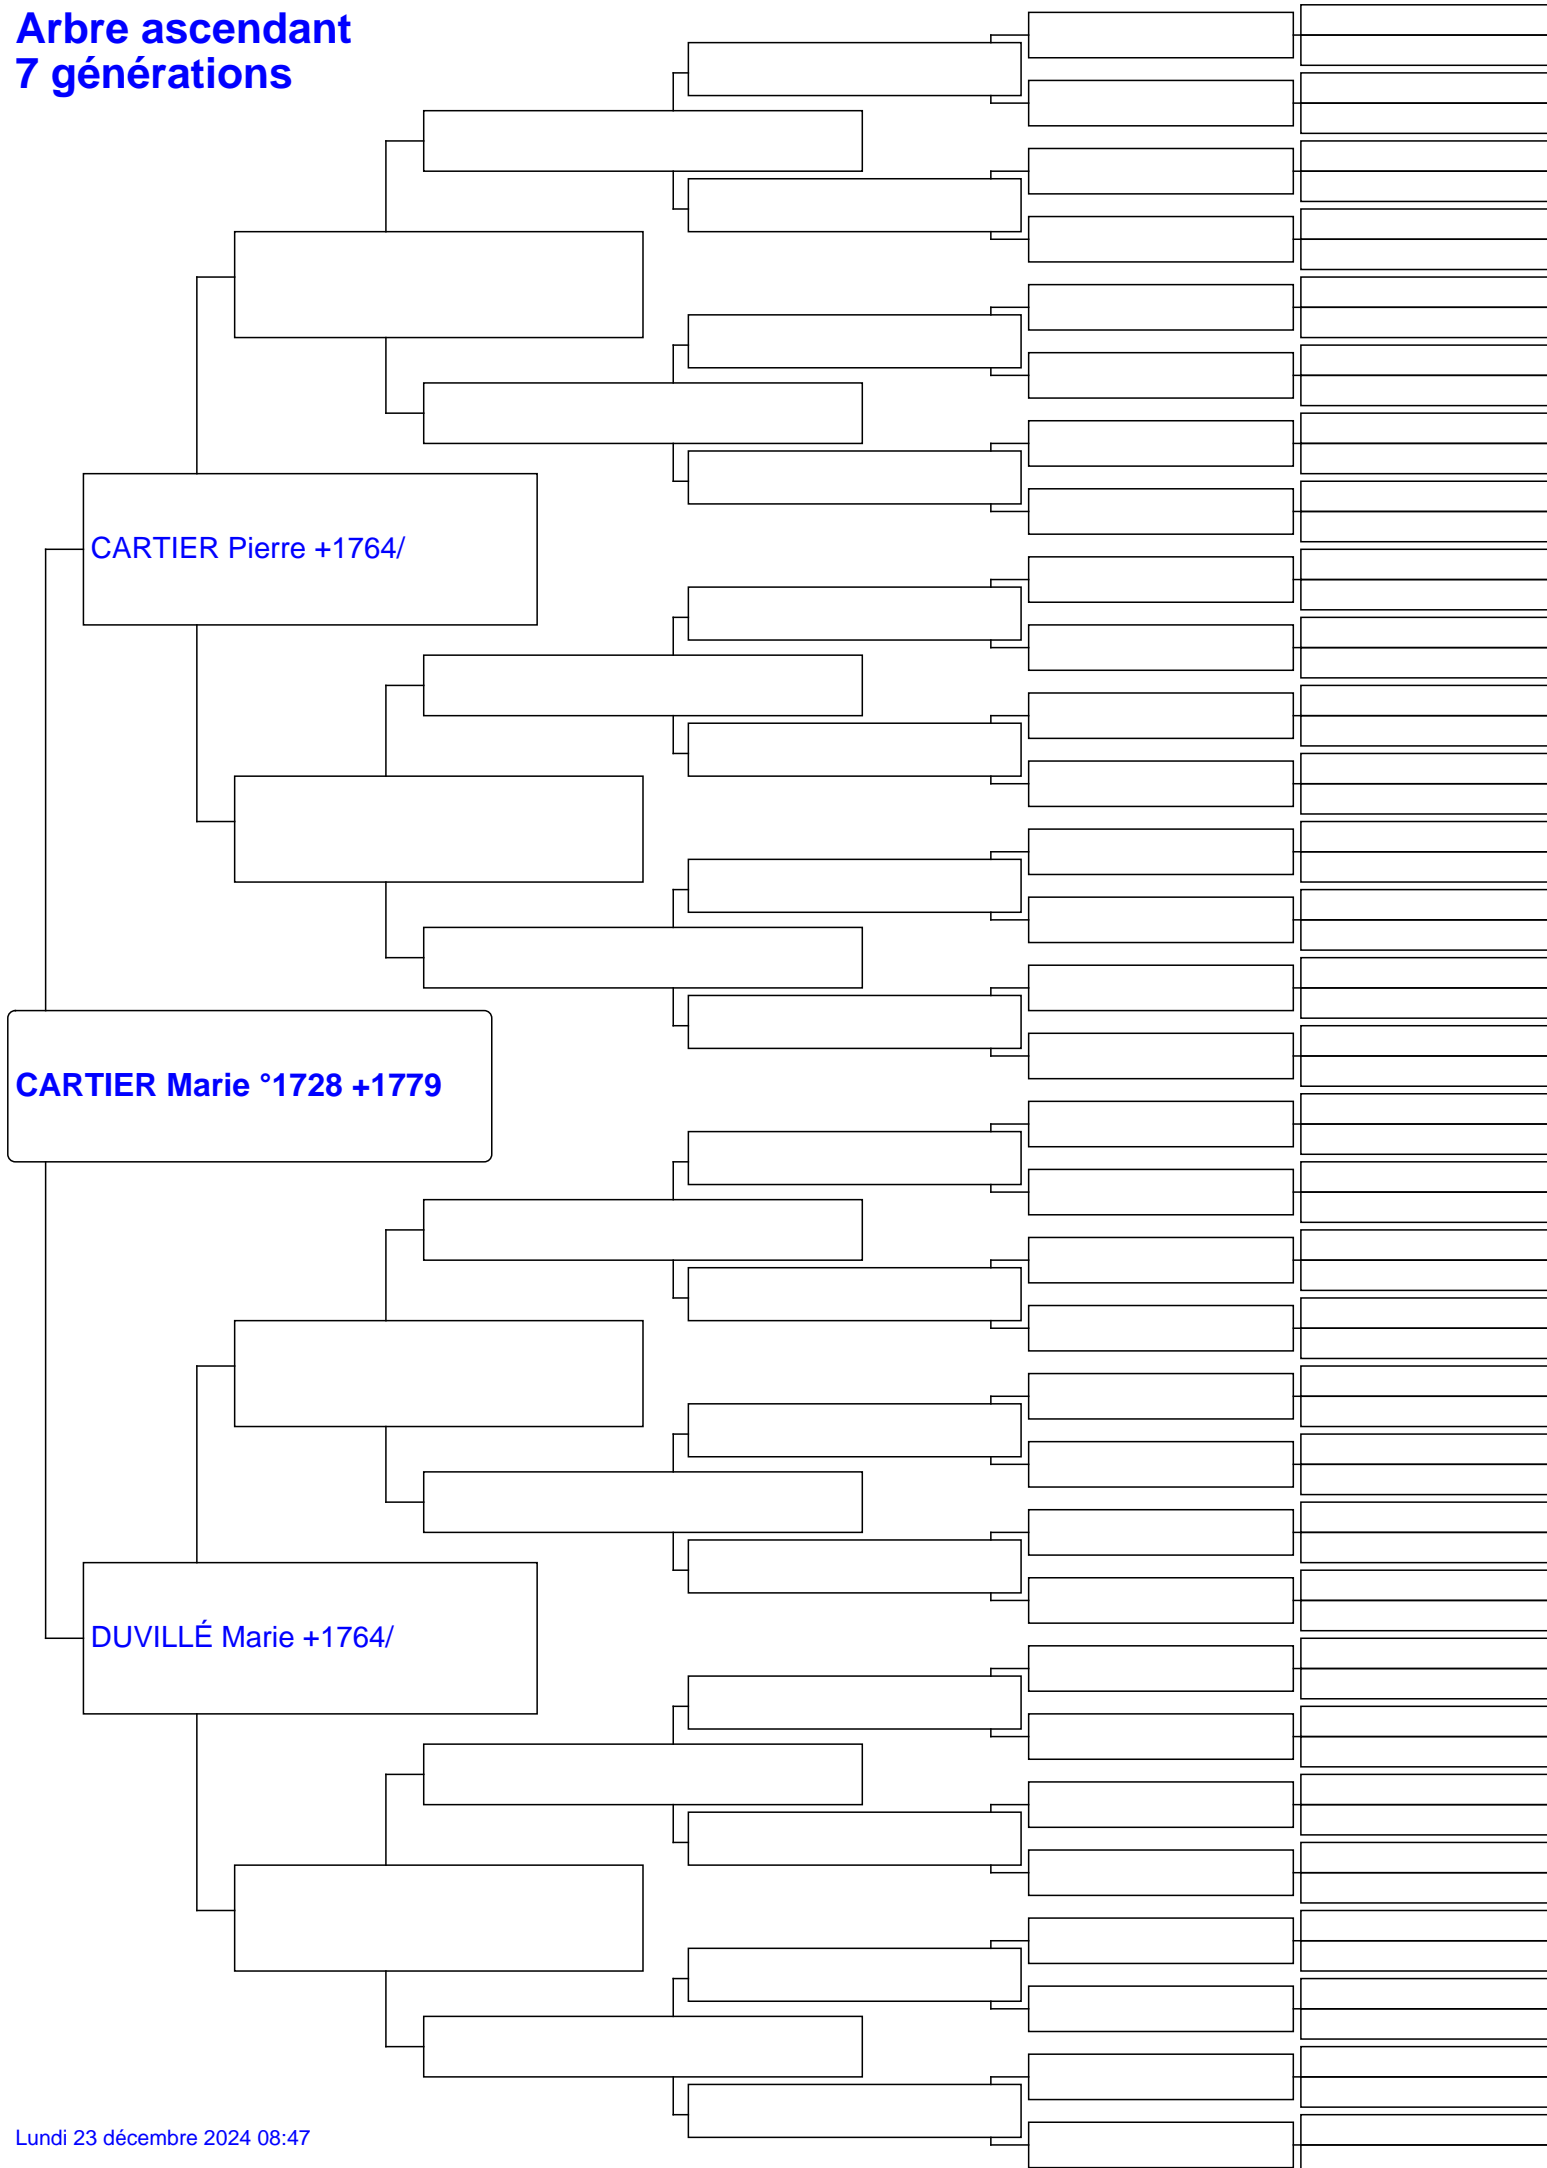 Arbre ascendant
7 générations
CARTIER Pierre +1764/
CARTIER Marie °1728 +1779
DUVILLÉ Marie +1764/
Lundi 23 décembre 2024 08:47